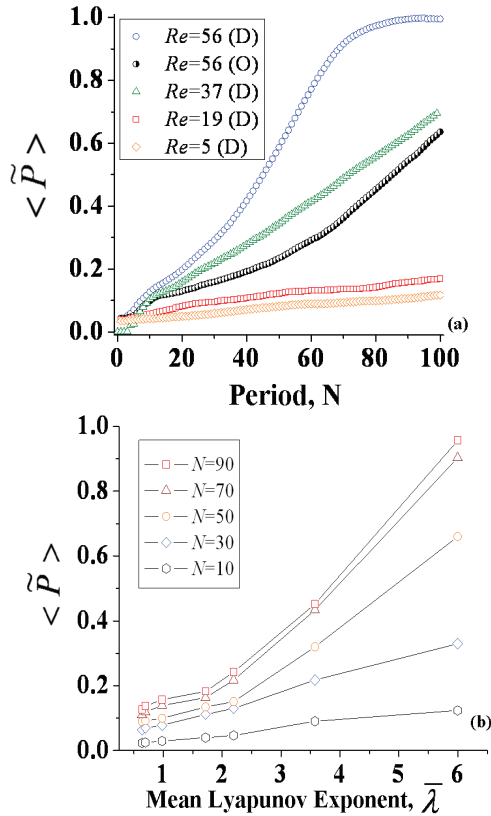 1.0
0.8
0.6
0.4
0.2
0.0
< P̃ >
Re=56 (D)
Re=56 (O)
Re=37 (D)
Re=19 (D)
Re=5 (D)
(a)
0 20 40 60 80 100
Period, N
1.0
0.8
0.6
0.4
0.2
0.0
< P̃ >
N=90
N=70
N=50
N=30
N=10
(b)
1 2 3 4 5 6
Mean Lyapunov Exponent, λ̅